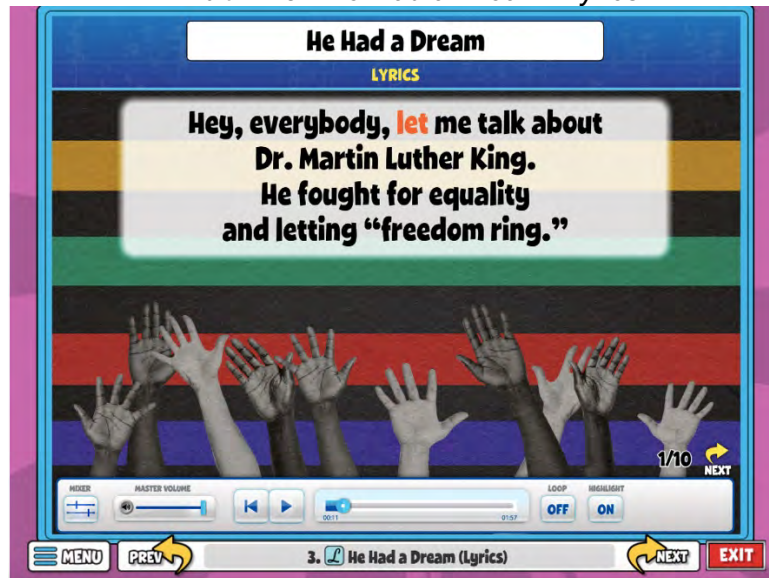 He Had a Dream
LYRICS
Hey, everybody, let me talk about
Dr. Martin Luther King.
He fought for equality
and letting “freedom ring.”
1/10
NEXT
MIXER
MASTER VOLUME
LOOP
HIGHLIGHT
OFF
ON
0011
01:57
MENU
PREV
3. L He Had a Dream (Lyrics)
NEXT
EXIT